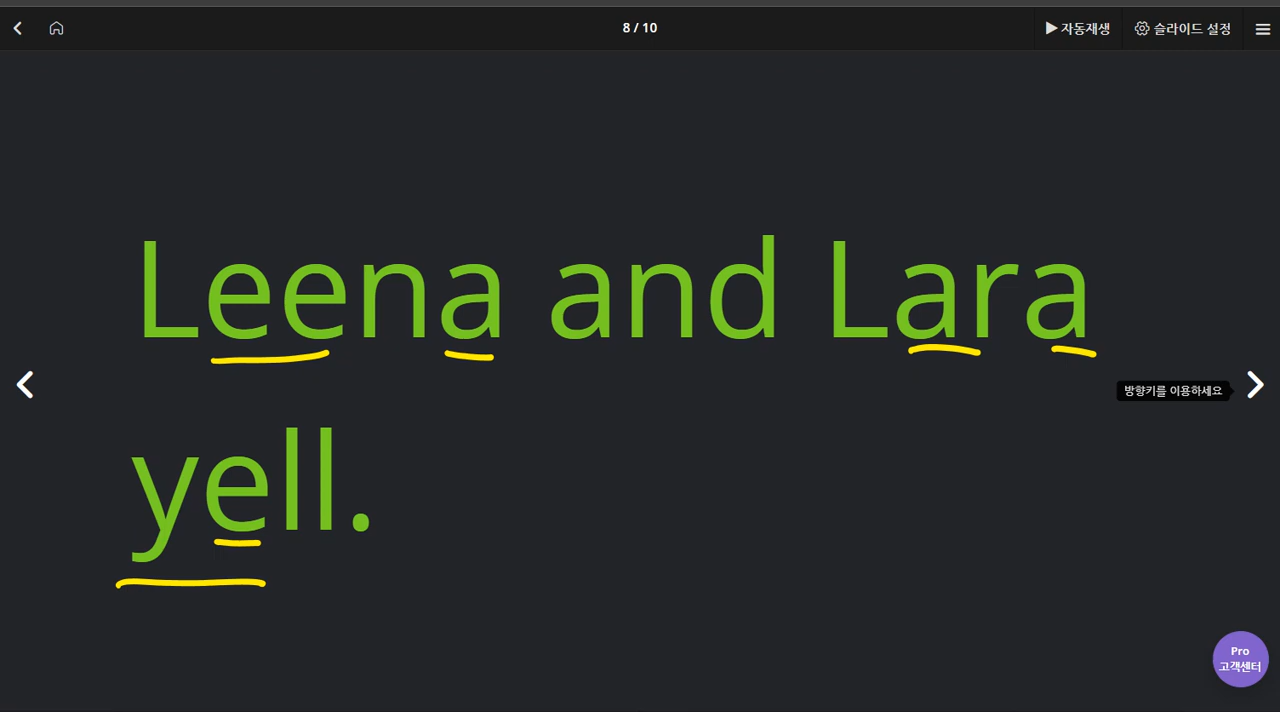 8 / 10
▶ 자동재생
슬라이드 설정
Leena and Lara
yell.
방향키를 이용하세요
Pro
고객센터